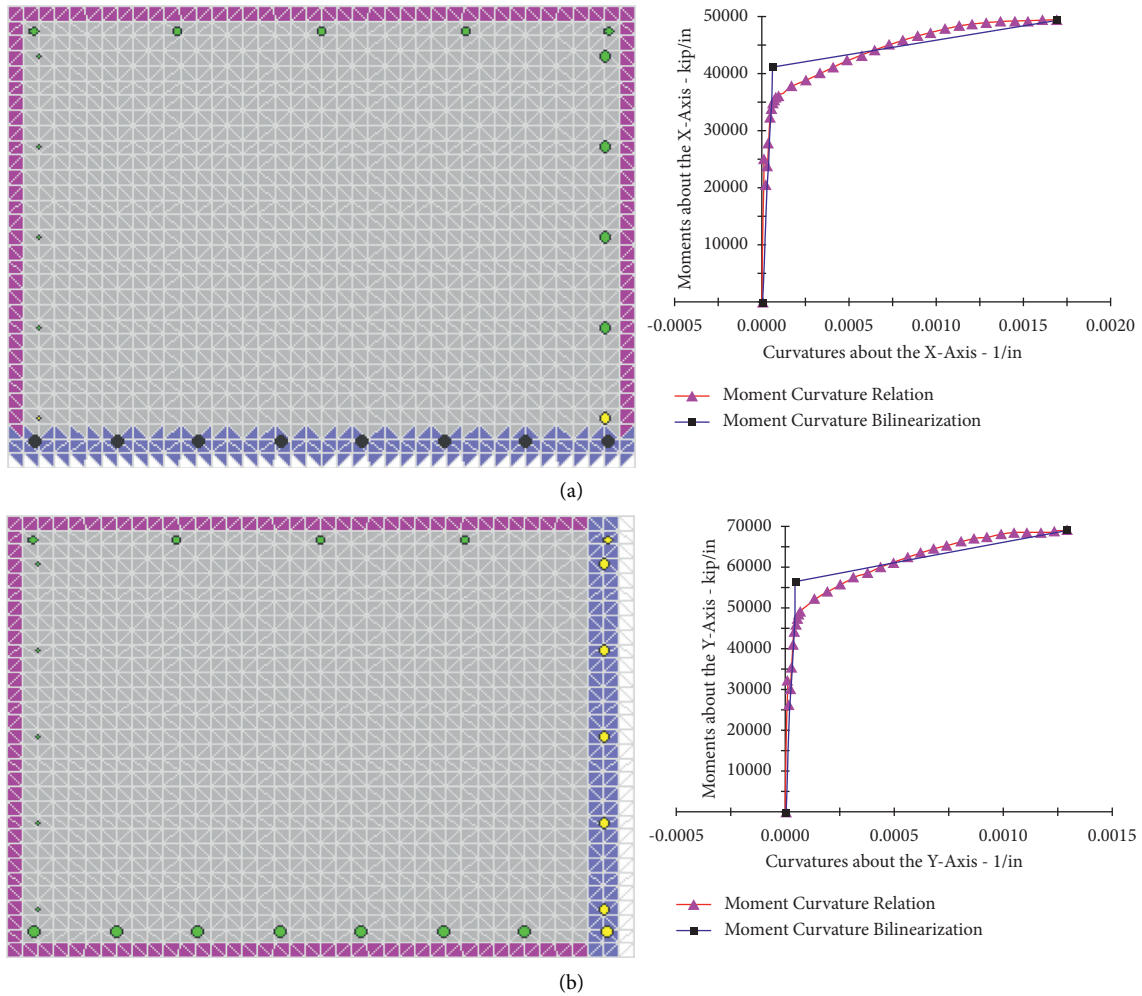 50000
40000
30000
20000
10000
Moments about the X-Axis - kip/in
-0.0005 0.0000 0.0005 0.0010 0.0015 0.0020
Curvatures about the X-Axis - 1/in
Moment Curvature Relation
Moment Curvature Bilinearization
(a)
70000
60000
50000
40000
30000
20000
10000
Moments about the Y-Axis - kip/in
-0.0005 0.0000 0.0005 0.0010 0.0015
Curvatures about the Y-Axis - 1/in
Moment Curvature Relation
Moment Curvature Bilinearization
(b)